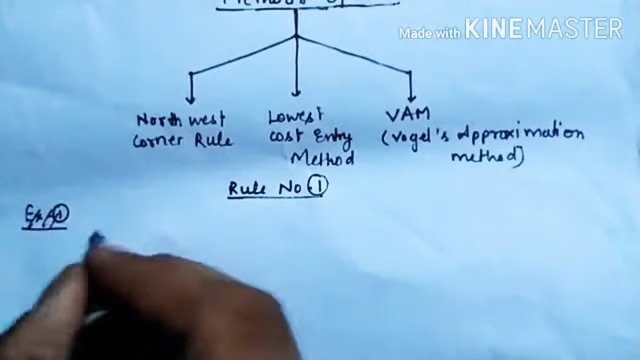 Made with KINEMASTER
North west
Corner Rule
Lowest
Cost Entry
Method
VAM
(Vogel's Approximation
method)
Rule No. 1